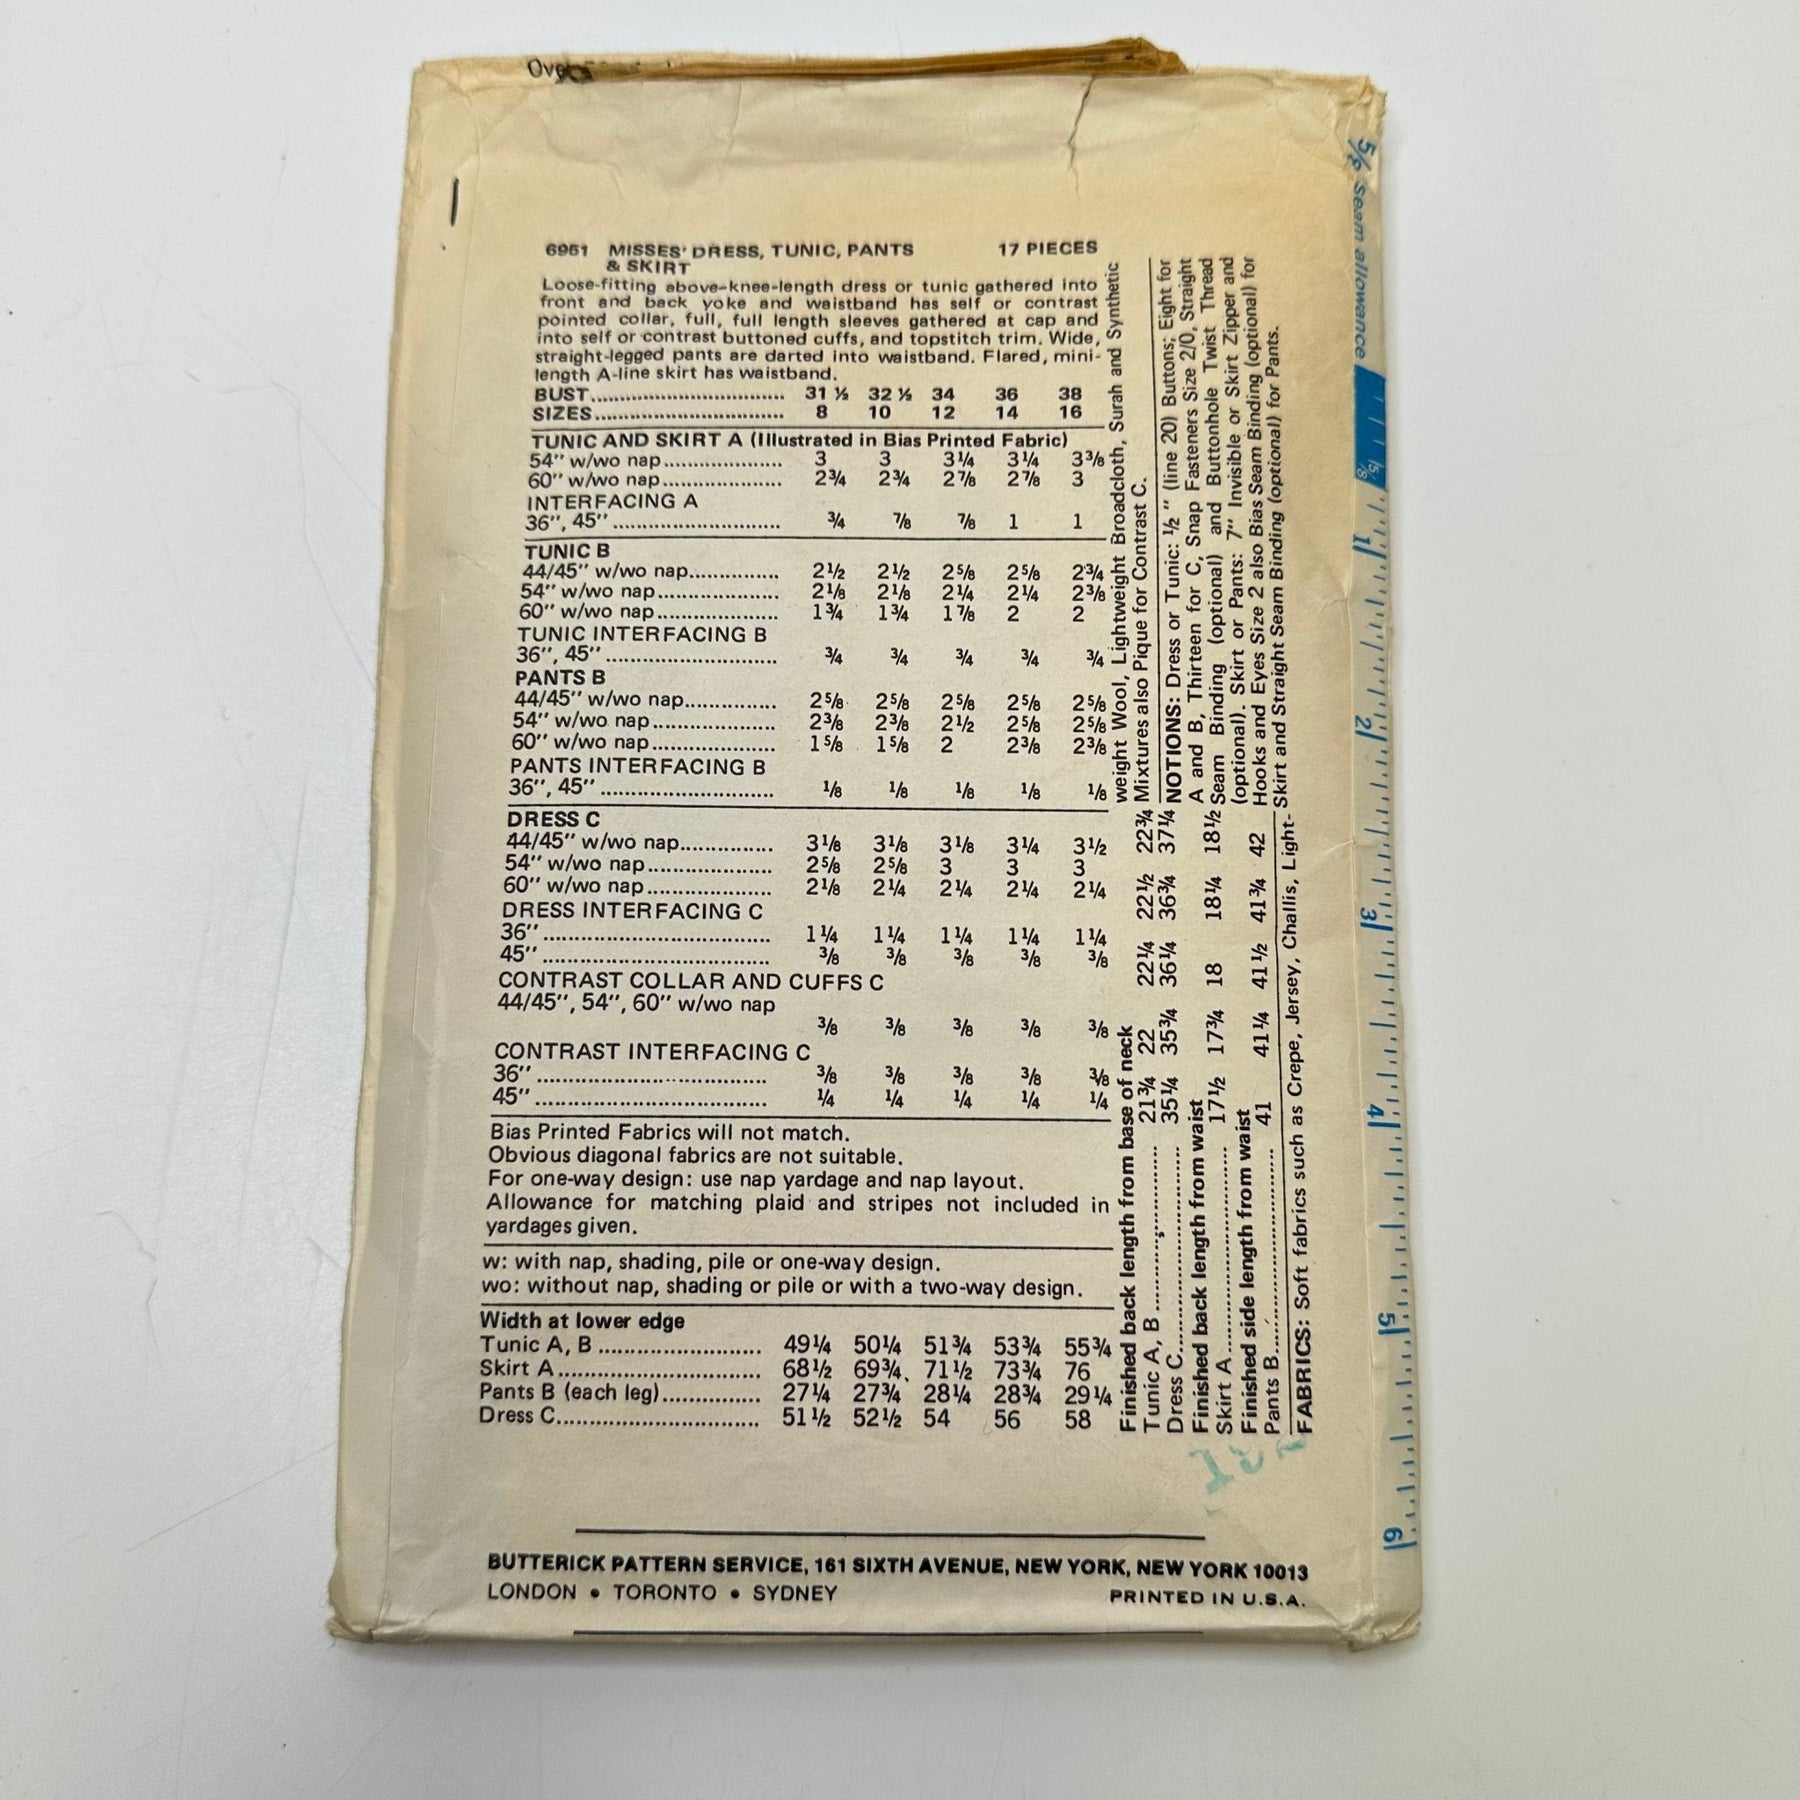 6961 MISSES' DRESS, TUNIC, PANTS 17 PIECES
& SKIRT
Loose-fitting above-knee-length dress or tunic gathered into
front and back yoke and waistband has self or contrast
pointed collar, full, full length sleeves gathered at cap and
into self or contrast buttoned cuffs, and topstitch trim. Wide,
straight-legged pants are darted into waistband. Flared, mini-
length A-line skirt has waistband.
BUST.................................. 31 ½ 32 ½ 34 36 38
SIZES.................................. 8 10 12 14 16
TUNIC AND SKIRT A (Illustrated in Bias Printed Fabric)
54" w/wo nap..................... 3 3 3¼ 3¼ 3⅜
60" w/wo nap..................... 2¾ 2¾ 2⅞ 2⅞ 3
INTERFACING A
36", 45".............................. ¾ ⅞ ⅞ 1 1
TUNIC B
44/45" w/wo nap................ 2½ 2½ 2⅝ 2⅝ 2¾
54" w/wo nap..................... 2⅛ 2⅛ 2¼ 2¼ 2⅜
60" w/wo nap..................... 1¾ 1¾ 1⅞ 2 2
TUNIC INTERFACING B
36", 45".............................. ¾ ¾ ¾ ¾ ¾
PANTS B
44/45" w/wo nap................ 2⅝ 2⅝ 2⅝ 2⅝ 2⅝
54" w/wo nap..................... 2⅜ 2⅜ 2½ 2⅝ 2⅝
60" w/wo nap..................... 1⅝ 1⅝ 2 2⅜ 2⅜
PANTS INTERFACING B
36", 45".............................. ⅛ ⅛ ⅛ ⅛ ⅛
DRESS C
44/45" w/wo nap................ 3⅛ 3⅛ 3⅛ 3¼ 3½
54" w/wo nap..................... 2⅝ 2⅝ 3 3 3
60" w/wo nap..................... 2⅛ 2¼ 2¼ 2¼ 2¼
DRESS INTERFACING C
36"..................................... 1¼ 1¼ 1¼ 1¼ 1¼
45"..................................... ⅜ ⅜ ⅜ ⅜ ⅜
CONTRAST COLLAR AND CUFFS C
44/45", 54", 60" w/wo nap
⅜ ⅜ ⅜ ⅜ ⅜
CONTRAST INTERFACING C
36"..................................... ⅜ ⅜ ⅜ ⅜ ⅜
45"..................................... ¼ ¼ ¼ ¼ ¼
Bias Printed Fabrics will not match.
Obvious diagonal fabrics are not suitable.
For one-way design: use nap yardage and nap layout.
Allowance for matching plaid and stripes not included in
yardages given.
w: with nap, shading, pile or one-way design.
wo: without nap, shading or pile or with a two-way design.
Width at lower edge
Tunic A, B.......................... 49¼ 50¼ 51¾ 53¾ 55¾
Skirt A................................ 68½ 69¾ 71½ 73¾ 76
Pants B (each leg)............... 27¼ 27¾ 28¼ 28¾ 29¼
Dress C................................ 51½ 52½ 54 56 58
Finished back length from base of neck
Tunic A, B.......................... 21¾ 22 22¼ 22½ 22¾
Dress C................................ 35¼ 35¾ 36¼ 36¾ 37¼
Finished back length from waist
Skirt A................................ 17½ 17¾ 18 18¼ 18½
Finished side length from waist
Pants B................................ 41 41¼ 41½ 41¾ 42
FABRICS: Soft fabrics such as Crepe, Jersey, Challis, Light-
weight Wool, Lightweight Broadcloth, Surah and Synthetic
Mixtures also Pique for Contrast C.
NOTIONS: Dress or Tunic: ½" (line 20) Buttons; Eight for
A and B, Thirteen for C, Snap Fasteners Size 2/0, Straight
Seam Binding (optional) and Buttonhole Twist Thread
(optional). Skirt or Pants: 7" Invisible or Skirt Zipper and
Hooks and Eyes Size 2 also Bias Seam Binding (optional) for
Skirt and Straight Seam Binding (optional) for Pants.
⅝ seam allowance
⅝
1
2
3
4
5
6
BUTTERICK PATTERN SERVICE, 161 SIXTH AVENUE, NEW YORK, NEW YORK 10013
LONDON • TORONTO • SYDNEY PRINTED IN U.S.A.